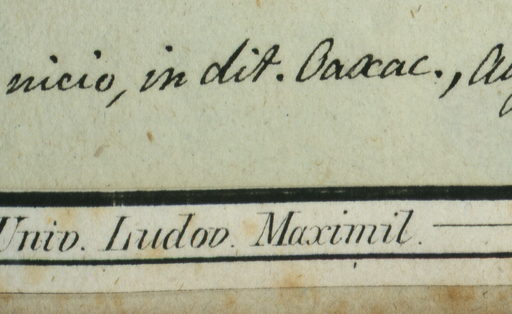 nicio, in dit. Oaxac.,
Univ. Ludov. Maximil.